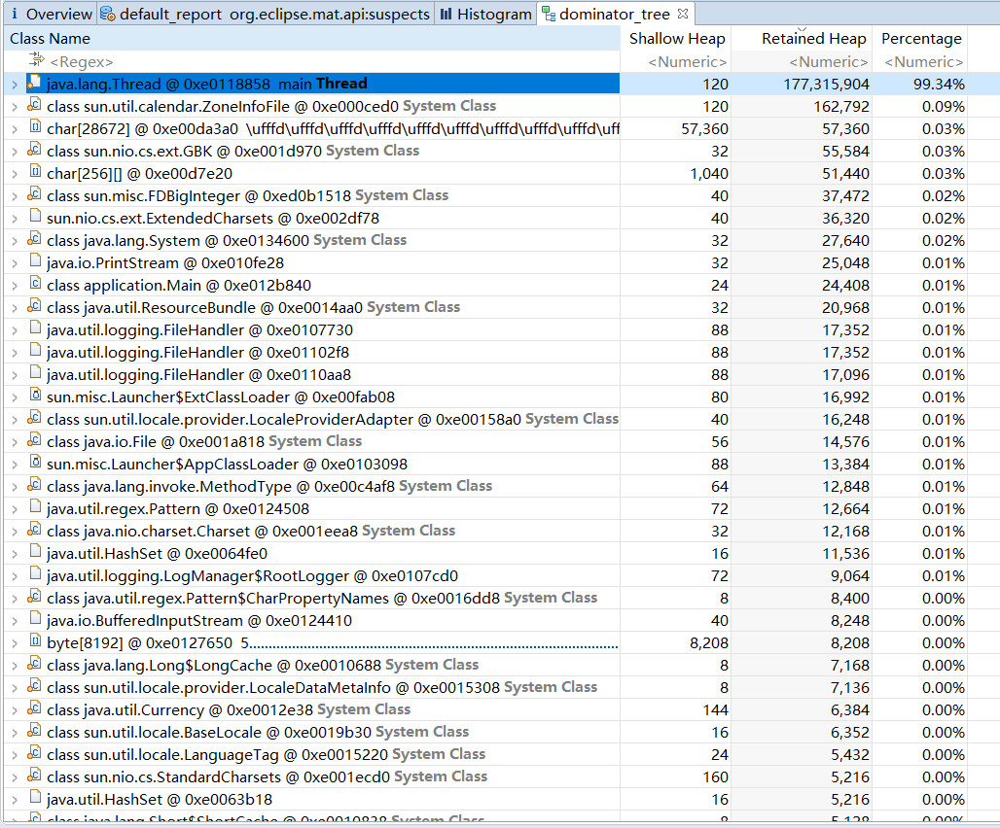 Overview default_report org.eclipse.mat.api:suspects Histogram dominator_tree
Class Name Shallow Heap Retained Heap Percentage
<Regex> <Numeric> <Numeric> <Numeric>
java.lang.Thread @ 0xe0118858 main Thread 120 177,315,904 99.34%
class sun.util.calendar.ZoneInfoFile @ 0xe000ced0 System Class 120 162,792 0.09%
char[28672] @ 0xe00da3a0 \ufffd\ufffd\ufffd\ufffd\ufffd\ufffd\ufffd\ufffd\ufffd\ufffd\uff 57,360 57,360 0.03%
class sun.nio.cs.ext.GBK @ 0xe001d970 System Class 32 55,584 0.03%
char[256][] @ 0xe00d7e20 1,040 51,440 0.03%
class sun.misc.FDBigInteger @ 0xed0b1518 System Class 40 37,472 0.02%
sun.nio.cs.ext.ExtendedCharsets @ 0xe002df78 40 36,320 0.02%
class java.lang.System @ 0xe0134600 System Class 32 27,640 0.02%
java.io.PrintStream @ 0xe010fe28 32 25,048 0.01%
class application.Main @ 0xe012b840 24 24,408 0.01%
class java.util.ResourceBundle @ 0xe0014aa0 System Class 32 20,968 0.01%
java.util.logging.FileHandler @ 0xe0107730 88 17,352 0.01%
java.util.logging.FileHandler @ 0xe01102f8 88 17,352 0.01%
java.util.logging.FileHandler @ 0xe0110aa8 88 17,096 0.01%
sun.misc.Launcher$ExtClassLoader @ 0xe00fab08 80 16,992 0.01%
class sun.util.locale.provider.LocaleProviderAdapter @ 0xe00158a0 System Class 40 16,248 0.01%
class java.io.File @ 0xe001a818 System Class 56 14,576 0.01%
sun.misc.Launcher$AppClassLoader @ 0xe0103098 88 13,384 0.01%
class java.lang.invoke.MethodType @ 0xe00c4af8 System Class 64 12,848 0.01%
java.util.regex.Pattern @ 0xe0124508 72 12,664 0.01%
class java.nio.charset.Charset @ 0xe001eea8 System Class 32 12,168 0.01%
java.util.HashSet @ 0xe0064fe0 16 11,536 0.01%
java.util.logging.LogManager$RootLogger @ 0xe0107cd0 72 9,064 0.01%
class java.util.regex.Pattern$CharPropertyNames @ 0xe0016dd8 System Class 8 8,400 0.00%
java.io.BufferedInputStream @ 0xe0124410 40 8,248 0.00%
byte[8192] @ 0xe0127650 5................................................................................................ 8,208 8,208 0.00%
class java.lang.Long$LongCache @ 0xe0010688 System Class 8 7,168 0.00%
class sun.util.locale.provider.LocaleDataMetaInfo @ 0xe0015308 System Class 8 7,136 0.00%
class java.util.Currency @ 0xe0012e38 System Class 144 6,384 0.00%
class sun.util.locale.BaseLocale @ 0xe0019b30 System Class 16 6,352 0.00%
class sun.util.locale.LanguageTag @ 0xe0015220 System Class 24 5,432 0.00%
class sun.nio.cs.StandardCharsets @ 0xe001ecd0 System Class 160 5,216 0.00%
java.util.HashSet @ 0xe0063b18 16 5,216 0.00%
class java.lang.Short$ShortCache @ 0xe0010838 System Class 8 5,128 0.00%